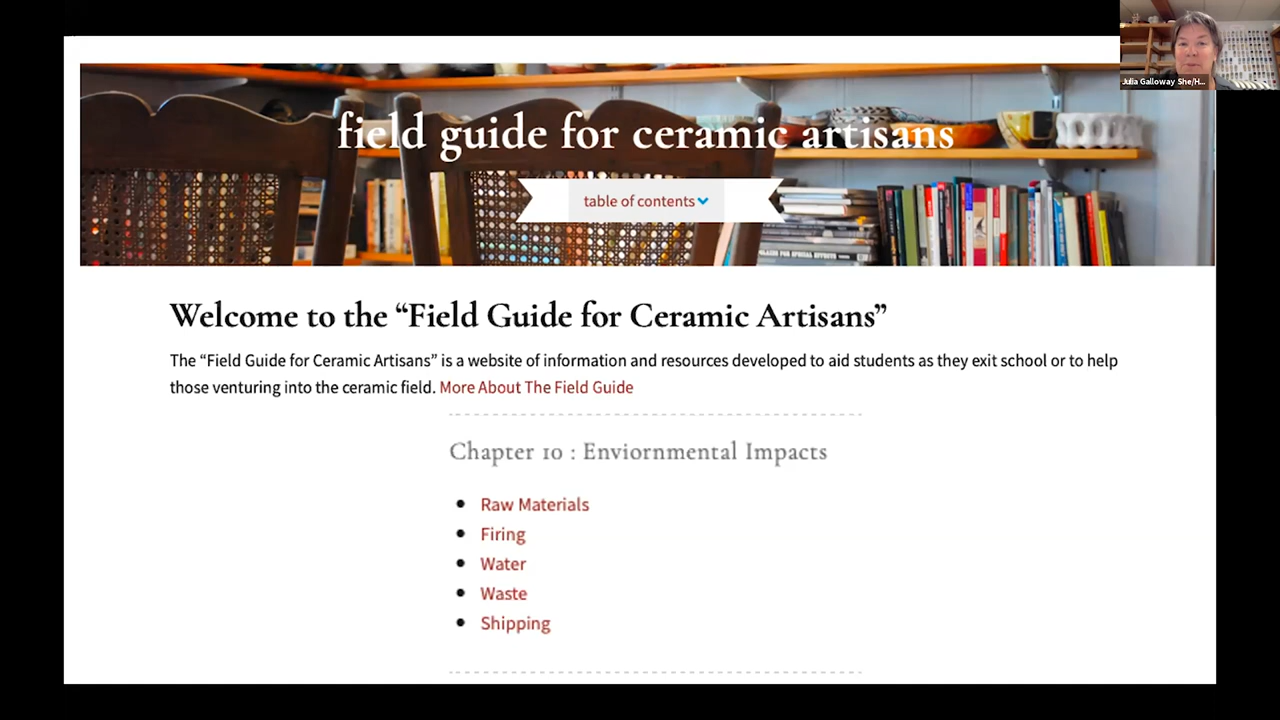 Julia Galloway She/H...
field guide for ceramic artisans
table of contents
Welcome to the “Field Guide for Ceramic Artisans”
The “Field Guide for Ceramic Artisans” is a website of information and resources developed to aid students as they exit school or to help
those venturing into the ceramic field. More About The Field Guide
Chapter 10 : Enviornmental Impacts
Raw Materials
Firing
Water
Waste
Shipping